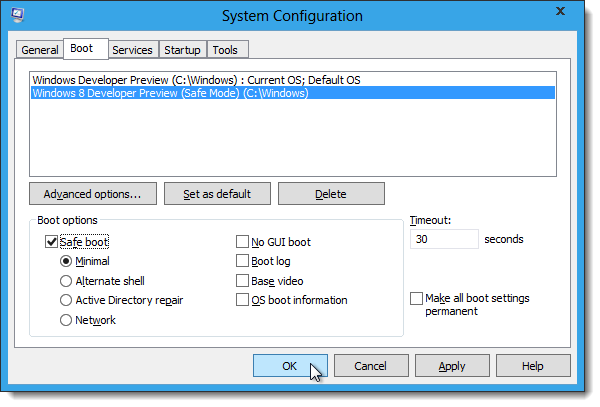 System Configuration
General Boot Services Startup Tools
Windows Developer Preview (C:\Windows) : Current OS; Default OS
Windows 8 Developer Preview (Safe Mode) (C:\Windows)
Advanced options... Set as default Delete
Boot options
Timeout:
Safe boot No GUI boot 30 seconds
Minimal Boot log
Alternate shell Base video
Active Directory repair OS boot information Make all boot settings
permanent
Network
OK Cancel Apply Help